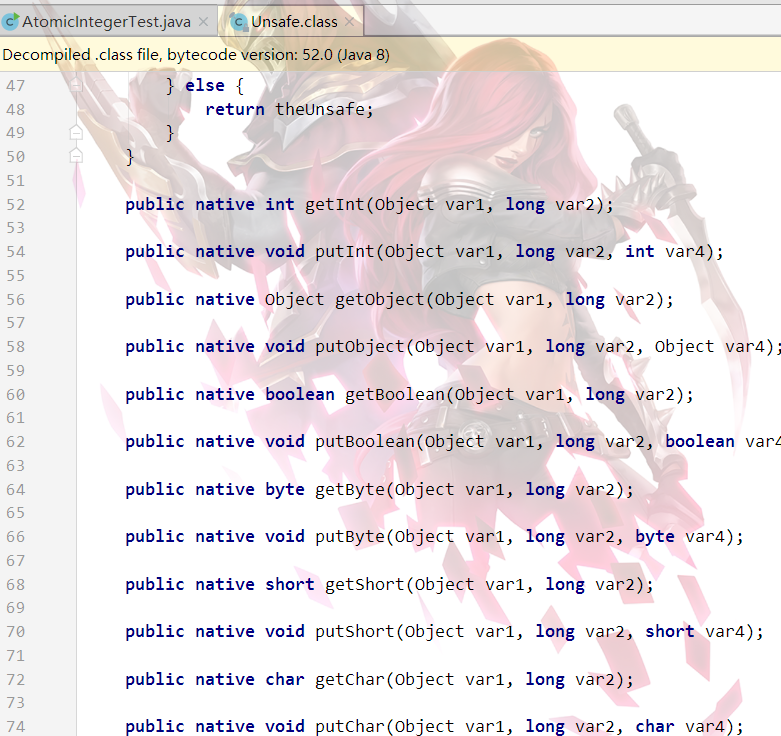 AtomicIntegerTest.java × Unsafe.class ×
Decompiled .class file, bytecode version: 52.0 (Java 8)
47 } else {
48 return theUnsafe;
49 }
50 }
51
52 public native int getInt(Object var1, long var2);
53
54 public native void putInt(Object var1, long var2, int var4);
55
56 public native Object getObject(Object var1, long var2);
57
58 public native void putObject(Object var1, long var2, Object var4);
59
60 public native boolean getBoolean(Object var1, long var2);
61
62 public native void putBoolean(Object var1, long var2, boolean var4
63
64 public native byte getByte(Object var1, long var2);
65
66 public native void putByte(Object var1, long var2, byte var4);
67
68 public native short getShort(Object var1, long var2);
69
70 public native void putShort(Object var1, long var2, short var4);
71
72 public native char getChar(Object var1, long var2);
73
74 public native void putChar(Object var1, long var2, char var4);